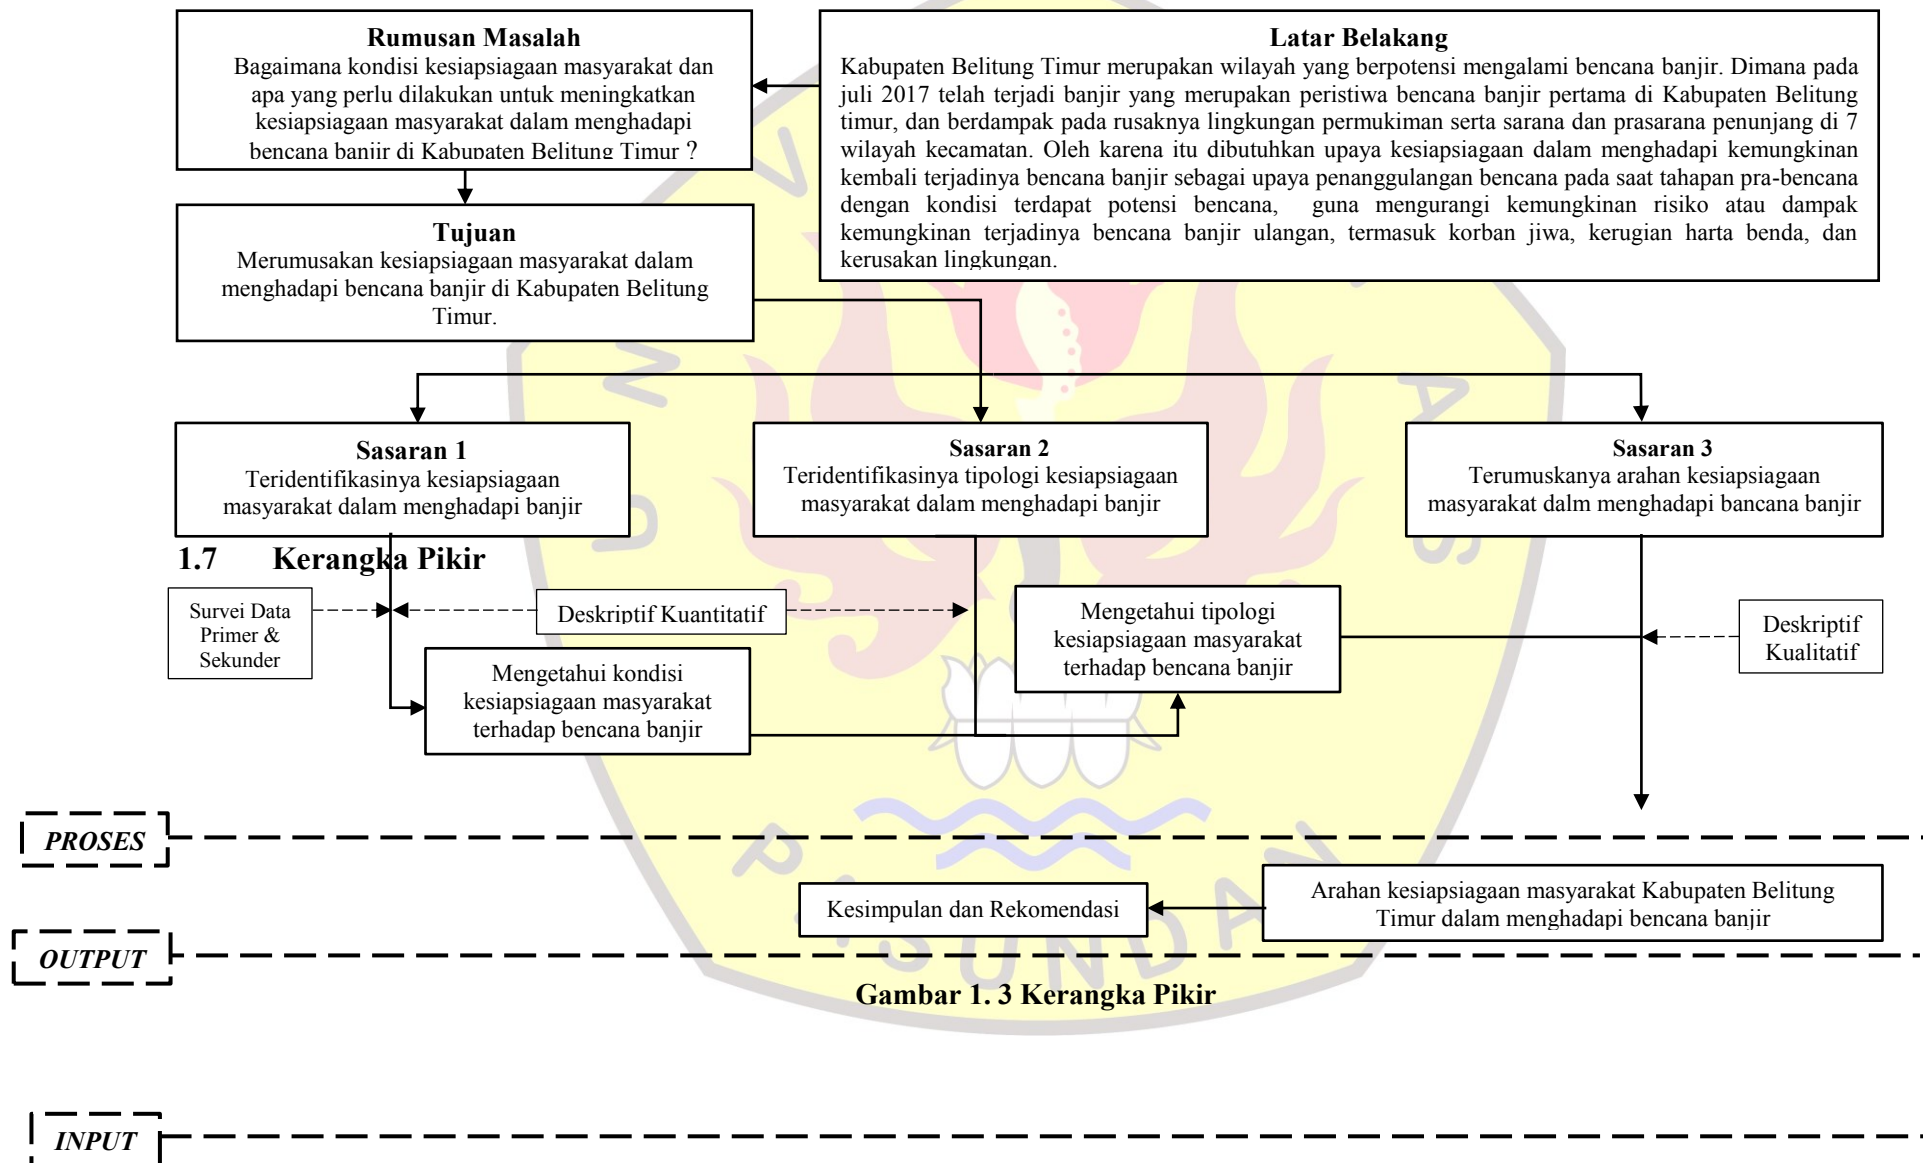 Rumusan Masalah
Bagaimana kondisi kesiapsiagaan masyarakat dan
apa yang perlu dilakukan untuk meningkatkan
kesiapsiagaan masyarakat dalam menghadapi
bencana banjir di Kabupaten Belitung Timur ?
Latar Belakang
Kabupaten Belitung Timur merupakan wilayah yang berpotensi mengalami bencana banjir. Dimana pada
juli 2017 telah terjadi banjir yang merupakan peristiwa bencana banjir pertama di Kabupaten Belitung
timur, dan berdampak pada rusaknya lingkungan permukiman serta sarana dan prasarana penunjang di 7
wilayah kecamatan. Oleh karena itu dibutuhkan upaya kesiapsiagaan dalam menghadapi kemungkinan
kembali terjadinya bencana banjir sebagai upaya penanggulangan bencana pada saat tahapan pra-bencana
dengan kondisi terdapat potensi bencana, guna mengurangi kemungkinan risiko atau dampak
kemungkinan terjadinya bencana banjir ulangan, termasuk korban jiwa, kerugian harta benda, dan
kerusakan lingkungan.
Tujuan
Merumusakan kesiapsiagaan masyarakat dalam
menghadapi bencana banjir di Kabupaten Belitung
Timur.
Sasaran 1
Teridentifikasinya kesiapsiagaan
masyarakat dalam menghadapi banjir
Sasaran 2
Teridentifikasinya tipologi kesiapsiagaan
masyarakat dalam menghadapi banjir
Sasaran 3
Terumuskanya arahan kesiapsiagaan
masyarakat dalm menghadapi bancana banjir
1.7 Kerangka Pikir
Survei Data
Primer &
Sekunder
Deskriptif Kuantitatif
Mengetahui tipologi
kesiapsiagaan masyarakat
terhadap bencana banjir
Deskriptif
Kualitatif
Mengetahui kondisi
kesiapsiagaan masyarakat
terhadap bencana banjir
PROSES
Kesimpulan dan Rekomendasi
Arahan kesiapsiagaan masyarakat Kabupaten Belitung
Timur dalam menghadapi bencana banjir
OUTPUT
PASUNDAN
Gambar 1. 3 Kerangka Pikir
INPUT